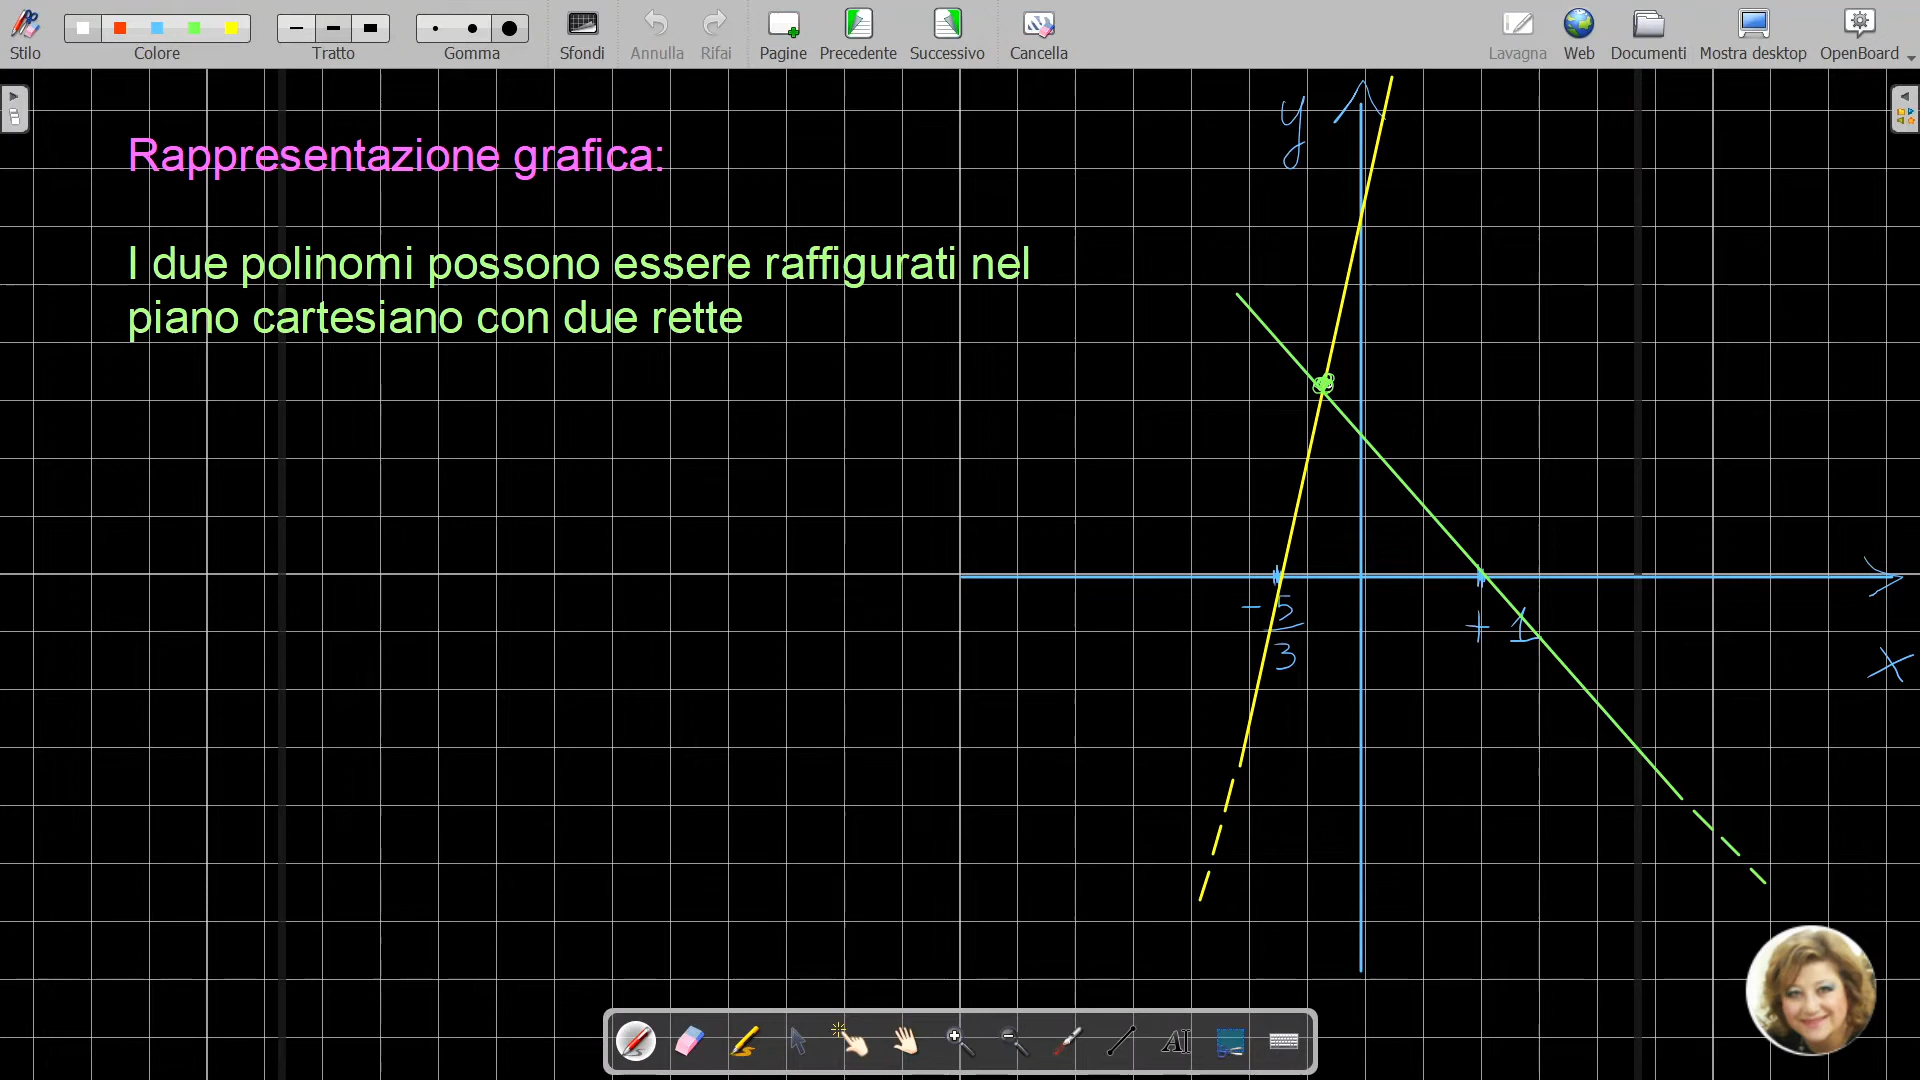 Stilo
Colore
Tratto
Gomma
Sfondi
Annulla
Rifai
Pagine
Precedente
Successivo
Cancella
Lavagna
Web
Documenti
Mostra desktop
OpenBoard
Rappresentazione grafica:
I due polinomi possono essere raffigurati nel
piano cartesiano con due rette
y
- 5
3
+ 1
x
AI